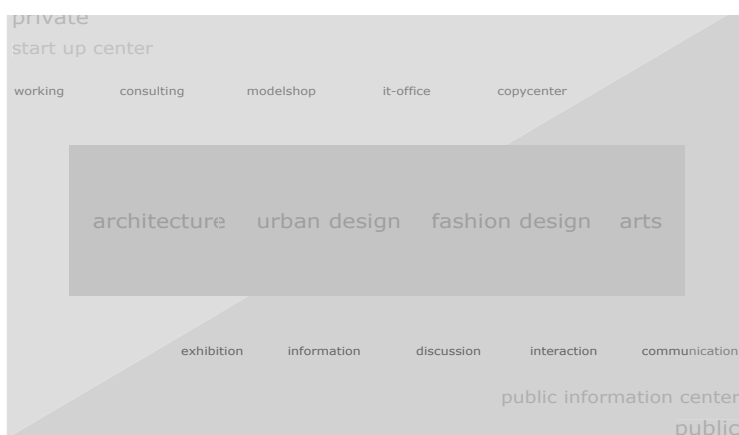 private
start up center
working consulting modelshop it-office copycenter
architecture urban design fashion design arts
exhibition information discussion interaction communication
public information center
public